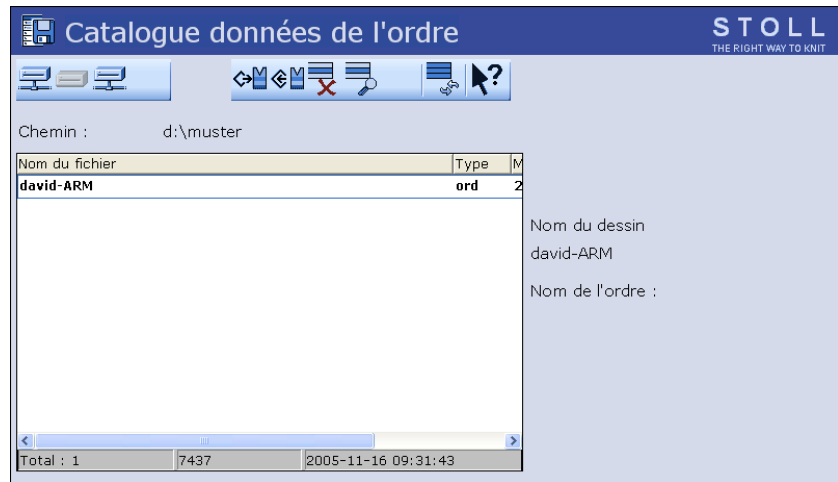 Catalogue données de l'ordre
STOLL
THE RIGHT WAY TO KNIT
?
Chemin : d:\muster
Nom du fichier Type M
david-ARM ord 2
Nom du dessin
david-ARM
Nom de l'ordre :
Total : 1 7437 2005-11-16 09:31:43